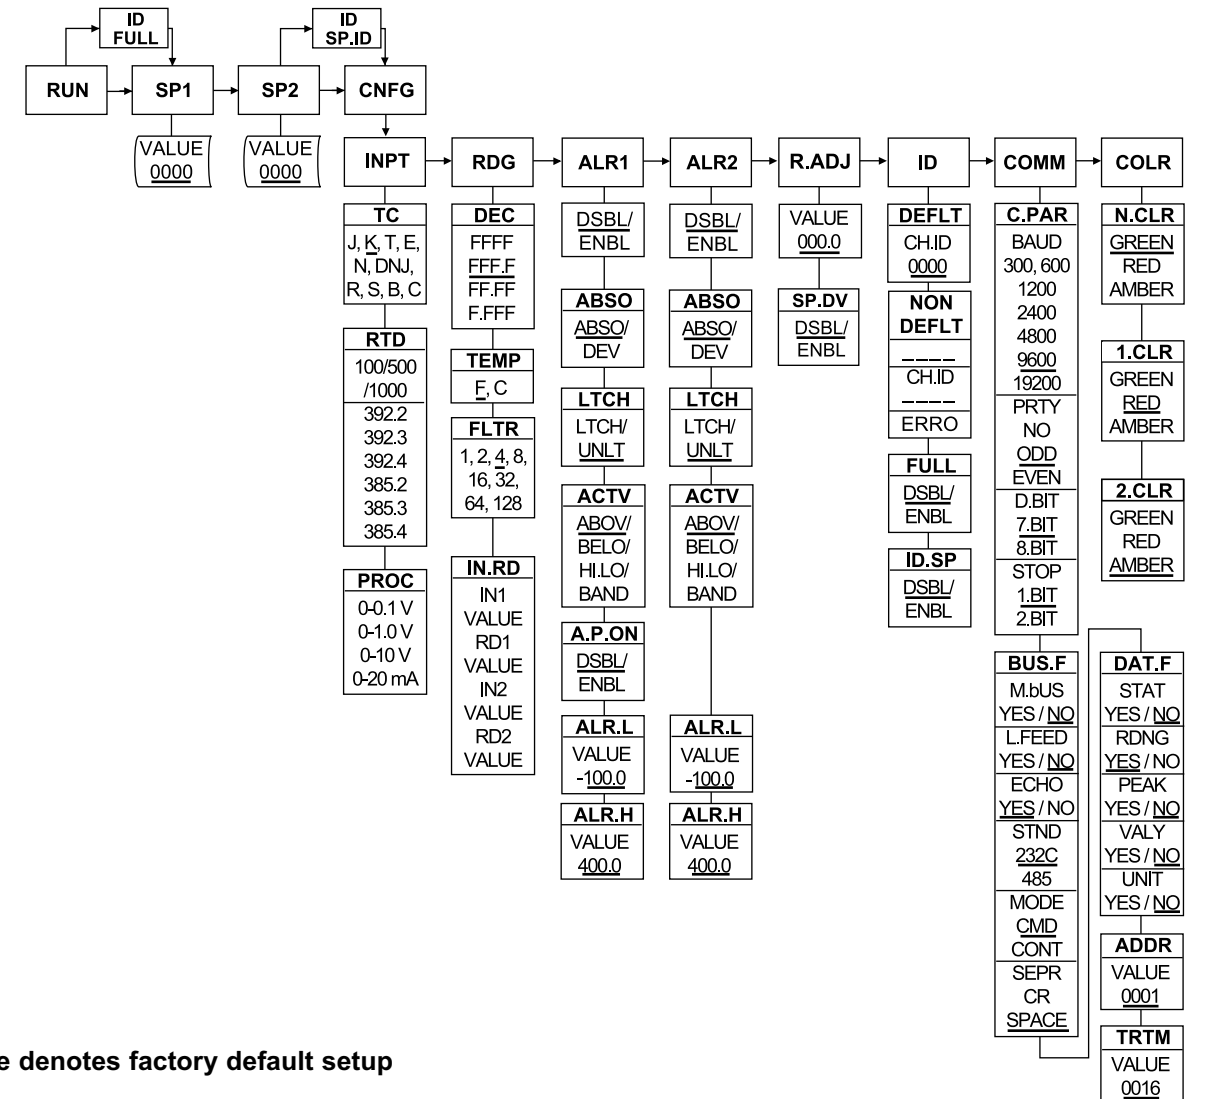 ID
FULL
ID
SP.ID
RUN
SP1
SP2
CNFG
VALUE
0000
VALUE
0000
INPT
RDG
ALR1
ALR2
R.ADJ
ID
COMM
COLR
TC
J, K, T, E,
N, DNJ,
R, S, B, C
RTD
100/500
/1000
392.2
392.3
392.4
385.2
385.3
385.4
PROC
0-0.1 V
0-1.0 V
0-10 V
0-20 mA
DEC
FFFF
FFF.F
FF.FF
F.FFF
TEMP
F, C
FLTR
1, 2, 4, 8,
16, 32,
64, 128
IN.RD
IN1
VALUE
RD1
VALUE
IN2
VALUE
RD2
VALUE
DSBL/
ENBL
ABSO
ABSO/
DEV
LTCH
LTCH/
UNLT
ACTV
ABOV/
BELO/
HI.LO/
BAND
A.P.ON
DSBL/
ENBL
ALR.L
VALUE
-100.0
ALR.H
VALUE
400.0
DSBL/
ENBL
ABSO
ABSO/
DEV
LTCH
LTCH/
UNLT
ACTV
ABOV/
BELO/
HI.LO/
BAND
ALR.L
VALUE
-100.0
ALR.H
VALUE
400.0
VALUE
000.0
SP.DV
DSBL/
ENBL
DEFLT
CH.ID
0000
NON
DEFLT
_ _ _ _
CH.ID
_ _ _ _
ERRO
FULL
DSBL/
ENBL
ID.SP
DSBL/
ENBL
C.PAR
BAUD
300, 600
1200
2400
4800
9600
19200
PRTY
NO
ODD
EVEN
D.BIT
7.BIT
8.BIT
STOP
1.BIT
2.BIT
BUS.F
M.bUS
YES / NO
L.FEED
YES / NO
ECHO
YES / NO
STND
232C
485
MODE
CMD
CONT
SEPR
CR
SPACE
N.CLR
GREEN
RED
AMBER
1.CLR
GREEN
RED
AMBER
2.CLR
GREEN
RED
AMBER
DAT.F
STAT
YES / NO
RDNG
YES / NO
PEAK
YES / NO
VALY
YES / NO
UNIT
YES / NO
ADDR
VALUE
0001
TRTM
VALUE
0016
e denotes factory default setup